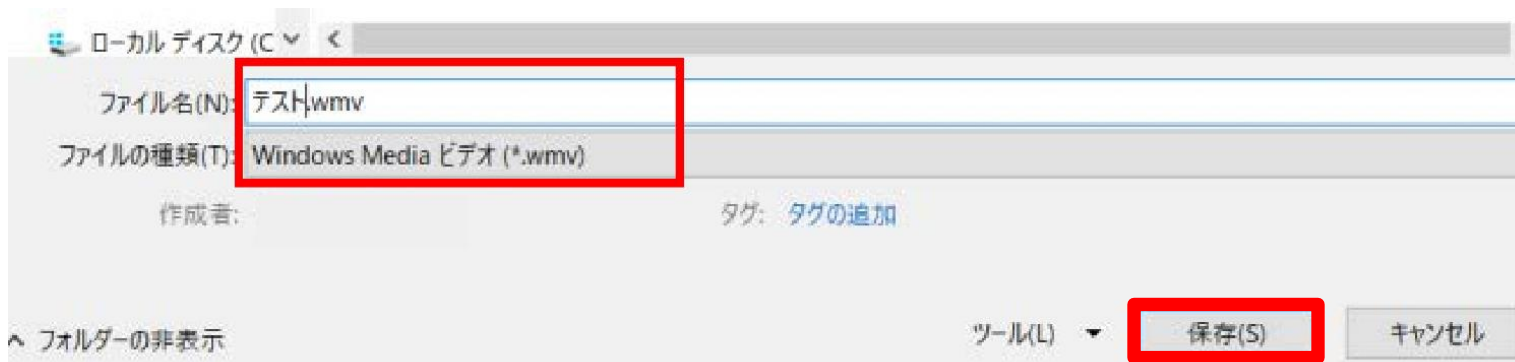 ローカル ディスク (C
ファイル名(N): テスト.wmv
ファイルの種類(T): Windows Media ビデオ (*.wmv)
作成者: タグ: タグの追加
フォルダーの非表示 ツール(L) 保存(S) キャンセル